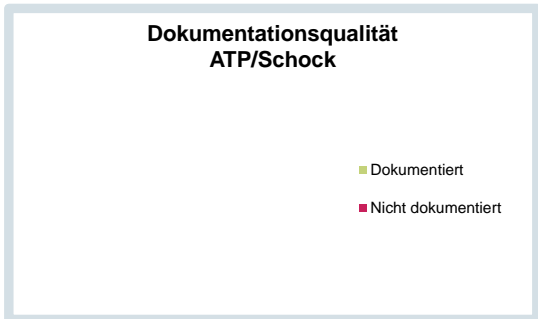 Dokumentationsqualität
ATP/Schock
Dokumentiert
Nicht dokumentiert